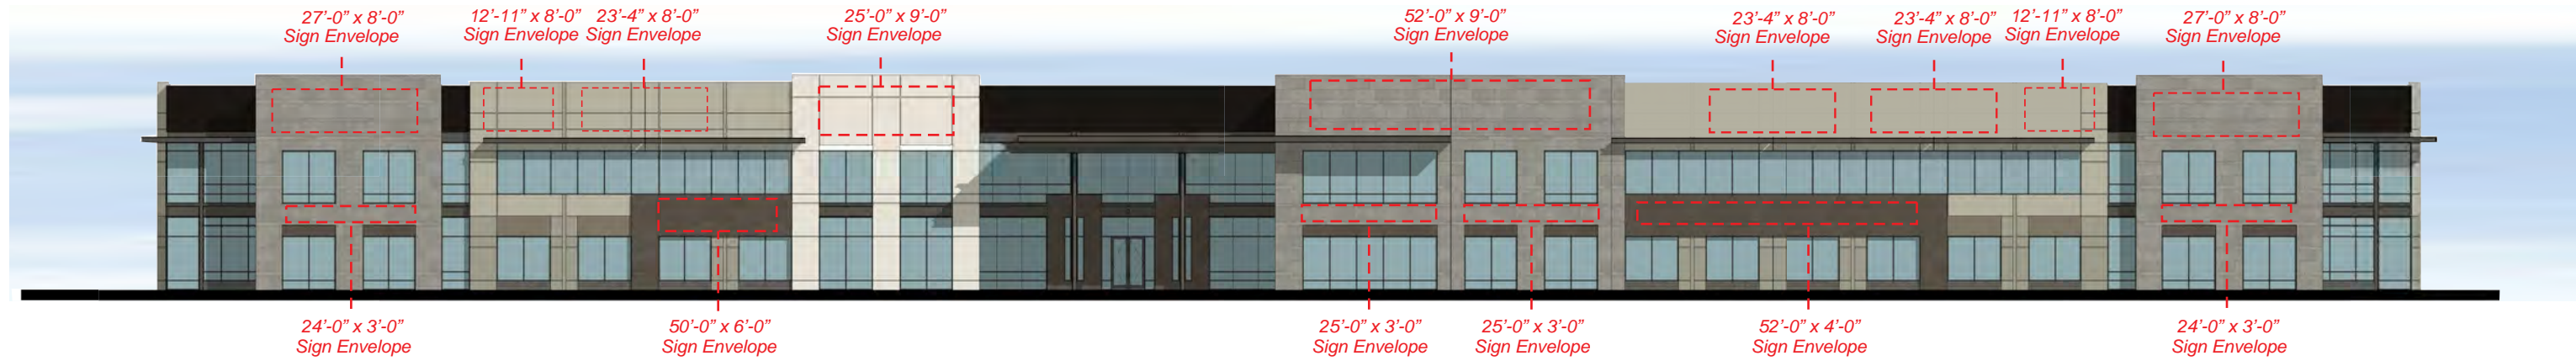 27'-0” x 8'-0”
Sign Envelope
12'-11” x 8'-0”
Sign Envelope
23'-4” x 8'-0”
Sign Envelope
25'-0” x 9'-0”
Sign Envelope
52'-0” x 9'-0”
Sign Envelope
23'-4” x 8'-0”
Sign Envelope
23'-4” x 8'-0”
Sign Envelope
12'-11” x 8'-0”
Sign Envelope
27'-0” x 8'-0”
Sign Envelope
24'-0” x 3'-0”
Sign Envelope
50'-0” x 6'-0”
Sign Envelope
25'-0” x 3'-0”
Sign Envelope
25'-0” x 3'-0”
Sign Envelope
52'-0” x 4'-0”
Sign Envelope
24'-0” x 3'-0”
Sign Envelope